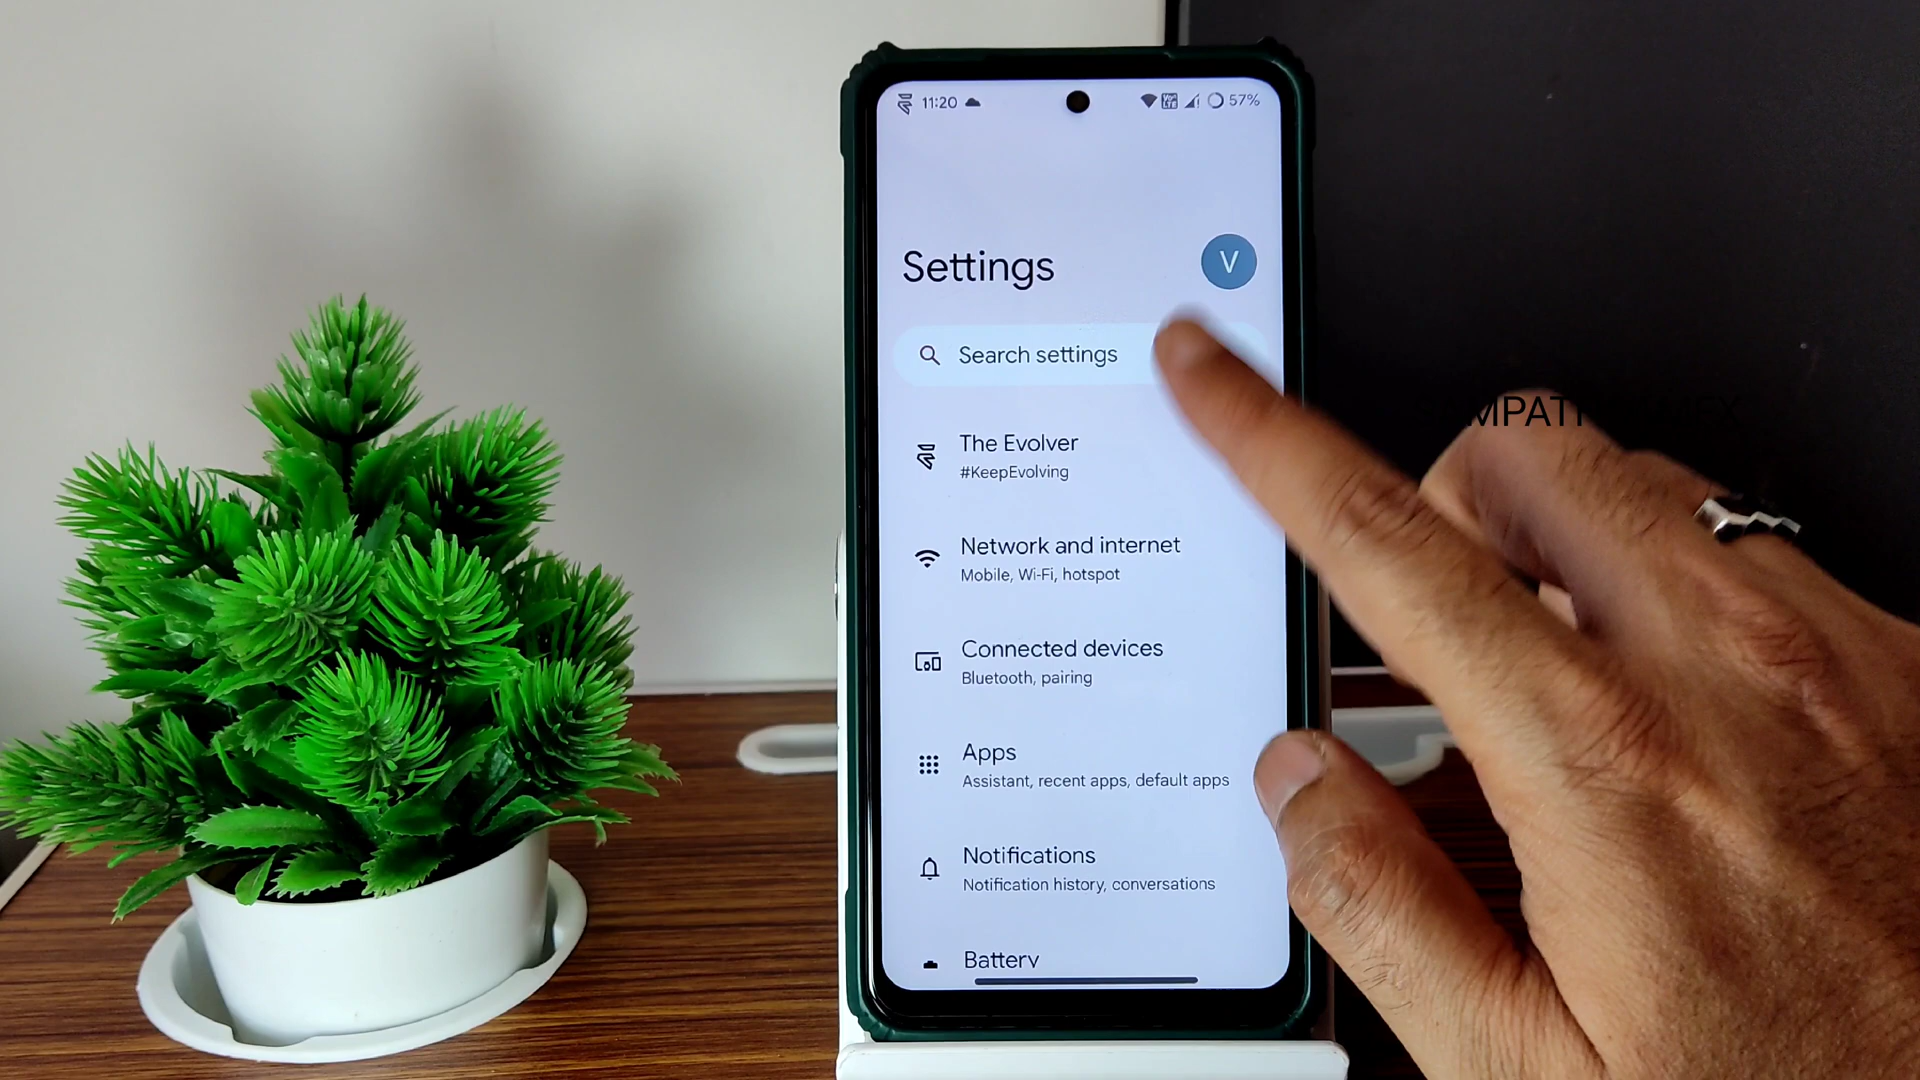 11:20
57%
Settings
V
Search settings
The Evolver
#KeepEvolving
Network and internet
Mobile, Wi-Fi, hotspot
Connected devices
Bluetooth, pairing
Apps
Assistant, recent apps, default apps
Notifications
Notification history, conversations
Battery